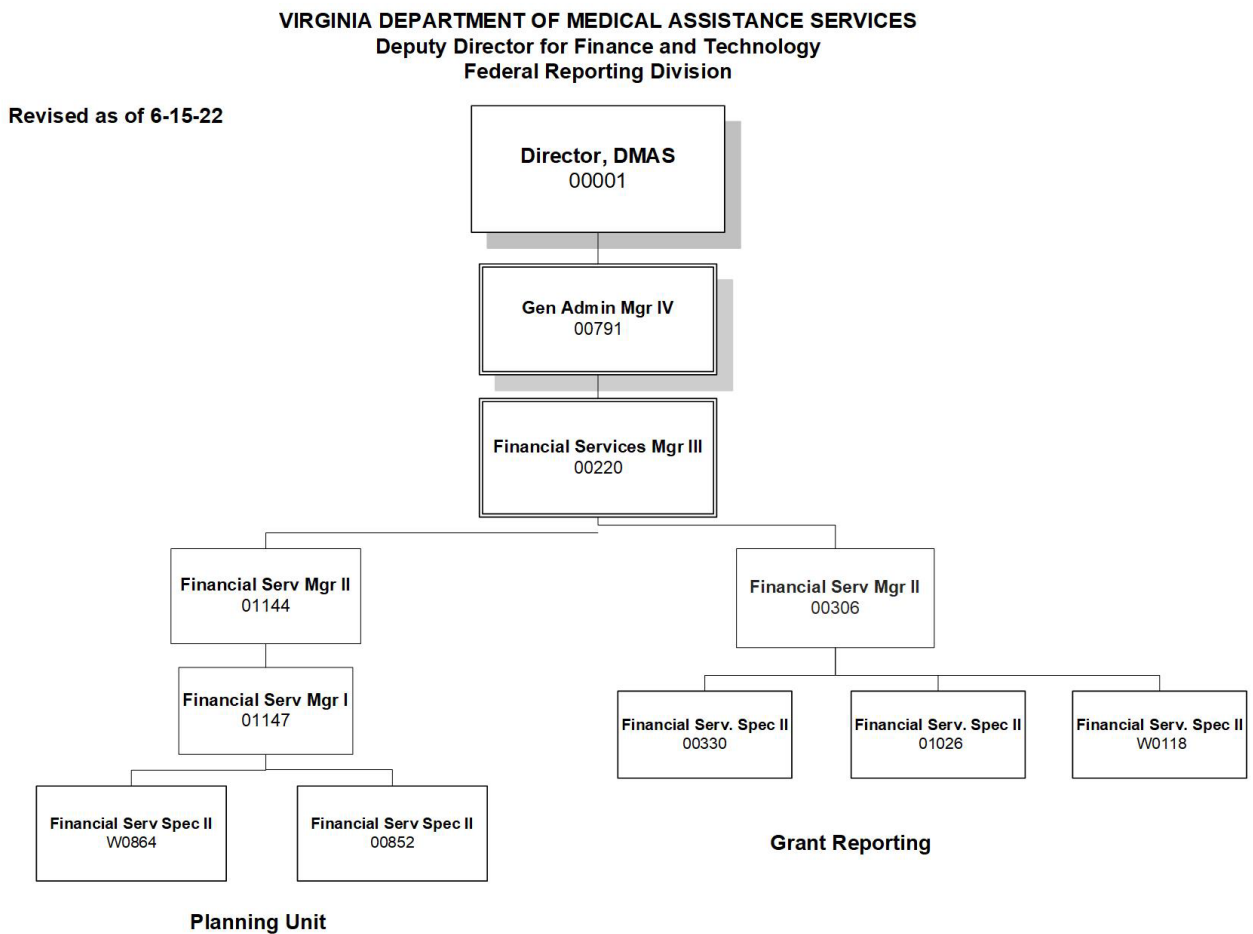 VIRGINIA DEPARTMENT OF MEDICAL ASSISTANCE SERVICES
Deputy Director for Finance and Technology
Federal Reporting Division
Revised as of 6-15-22
Director, DMAS
00001
Gen Admin Mgr IV
00791
Financial Services Mgr III
00220
Financial Serv Mgr II
01144
Financial Serv Mgr II
00306
Financial Serv Mgr I
01147
Financial Serv. Spec II
00330
Financial Serv. Spec II
01026
Financial Serv. Spec II
W0118
Financial Serv Spec II
W0864
Financial Serv Spec II
00852
Grant Reporting
Planning Unit